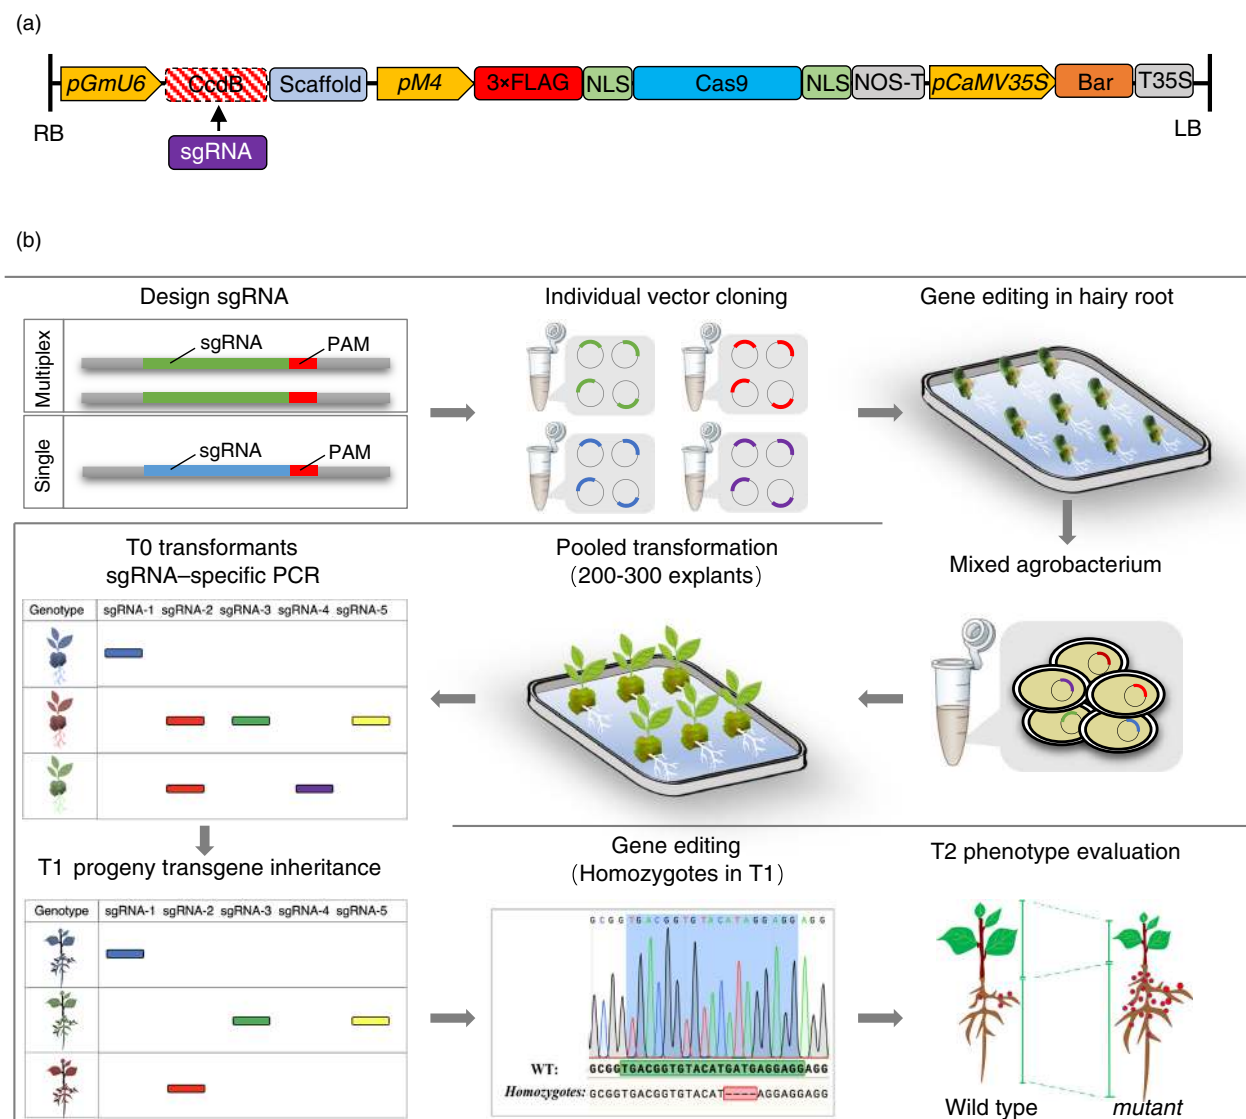 (a)
pGmU6 CcdB Scaffold pM4 3×FLAG NLS Cas9 NLS NOS-T pCaMV35S Bar T35S
RB
LB
sgRNA
(b)
Design sgRNA
Multiplex
sgRNA
PAM
Single
sgRNA
PAM
Individual vector cloning
Gene editing in hairy root
Mixed agrobacterium
Pooled transformation
(200-300 explants)
T0 transformants
sgRNA–specific PCR
Genotype sgRNA-1 sgRNA-2 sgRNA-3 sgRNA-4 sgRNA-5
T1 progeny transgene inheritance
Genotype sgRNA-1 sgRNA-2 sgRNA-3 sgRNA-4 sgRNA-5
Gene editing
(Homozygotes in T1)
GCGGTGACGGTGTACATAGGAGGAGG
WT: GCGGTGACGGTGTACATGATGAGGAGGAGG
Homozygotes: GCGGTGACGGTGTACAT----AGGAGGAGG
T2 phenotype evaluation
Wild type
mutant